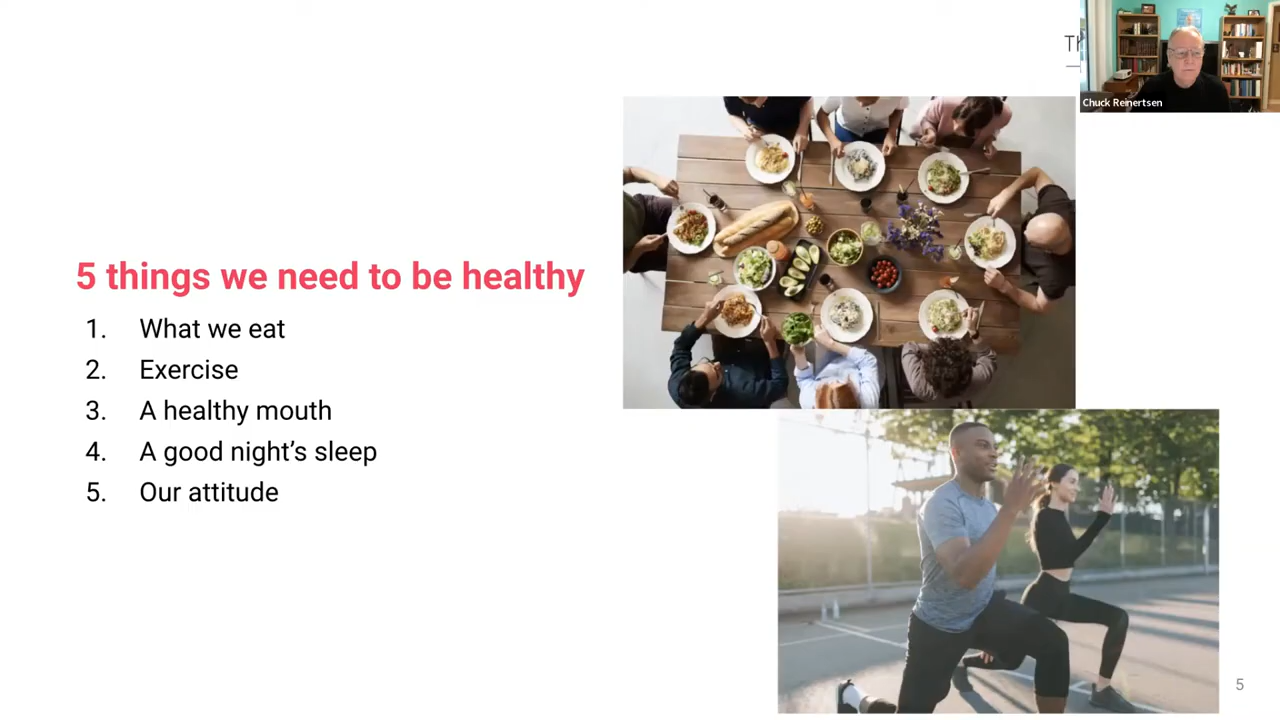 Chuck Reinertsen
5 things we need to be healthy
1. What we eat
2. Exercise
3. A healthy mouth
4. A good night’s sleep
5. Our attitude
5